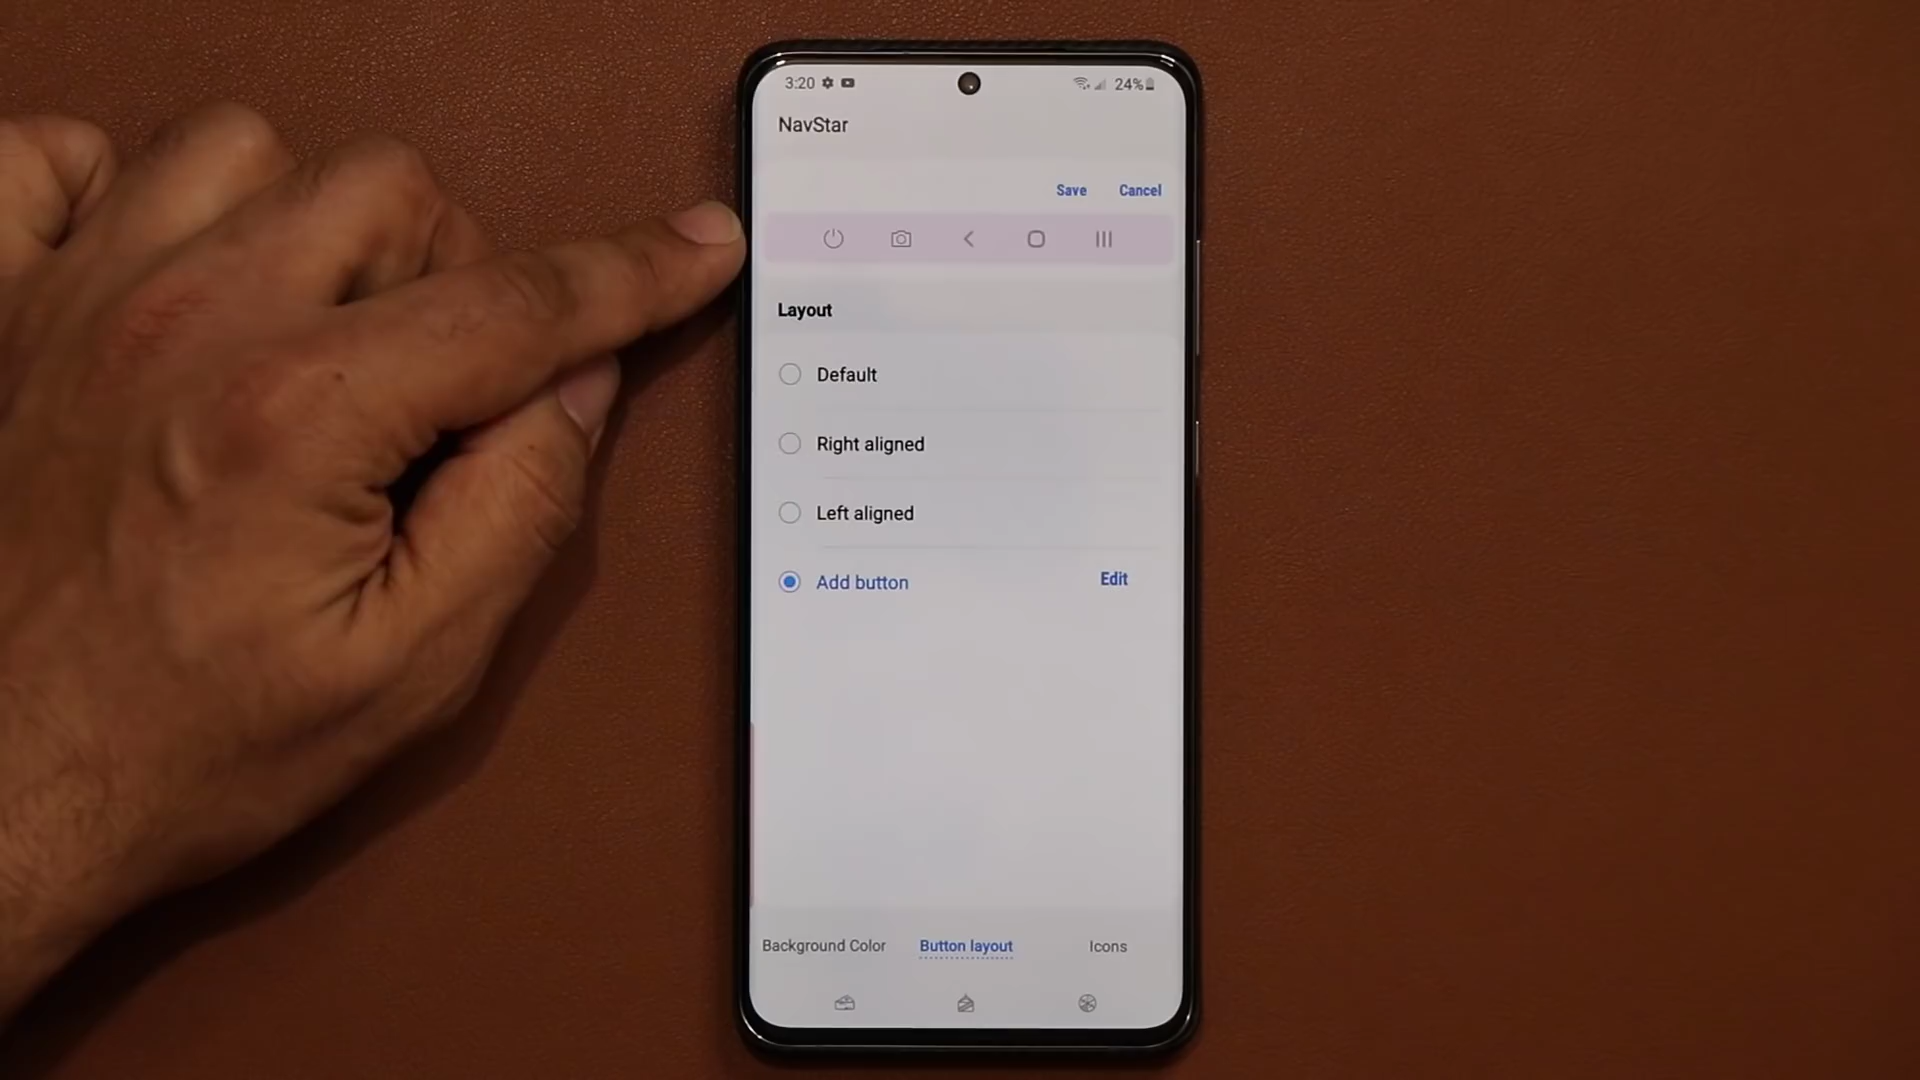 3:20 24%
NavStar
Save Cancel
Layout
Default
Right aligned
Left aligned
Add button Edit
Background Color Button layout Icons